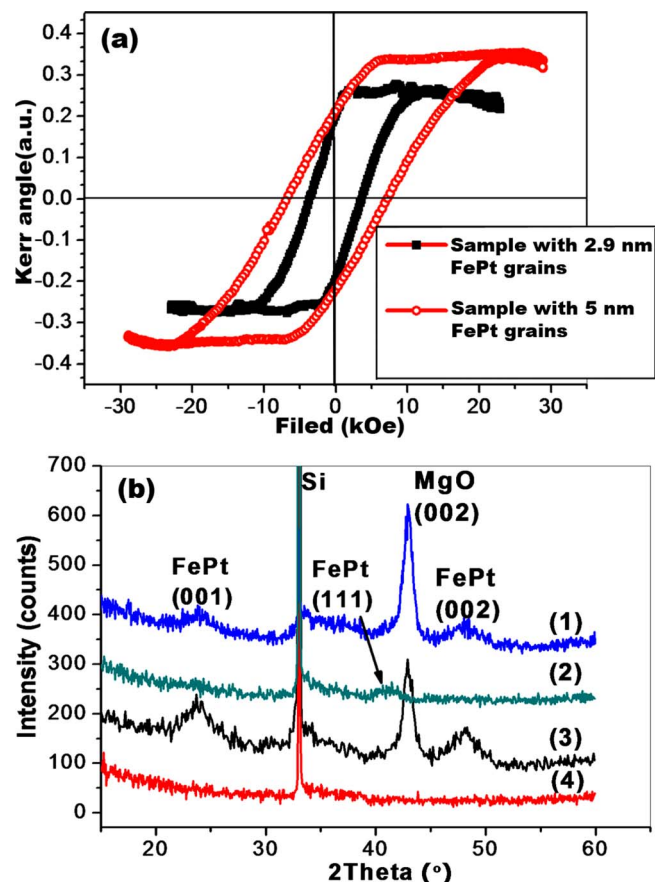 (a)
0.4
0.3
0.2
0.1
0.0
-0.1
-0.2
-0.3
-0.4
Kerr angle(a.u.)
Sample with 2.9 nm
FePt grains
Sample with 5 nm
FePt grains
-30 -20 -10 0 10 20 30
Filed (kOe)
(b)
700
600
500
400
300
200
100
0
Intensity (counts)
Si
MgO
(002)
FePt
(001)
FePt
(111)
FePt
(002)
(1)
(2)
(3)
(4)
20 30 40 50 60
2Theta (°)